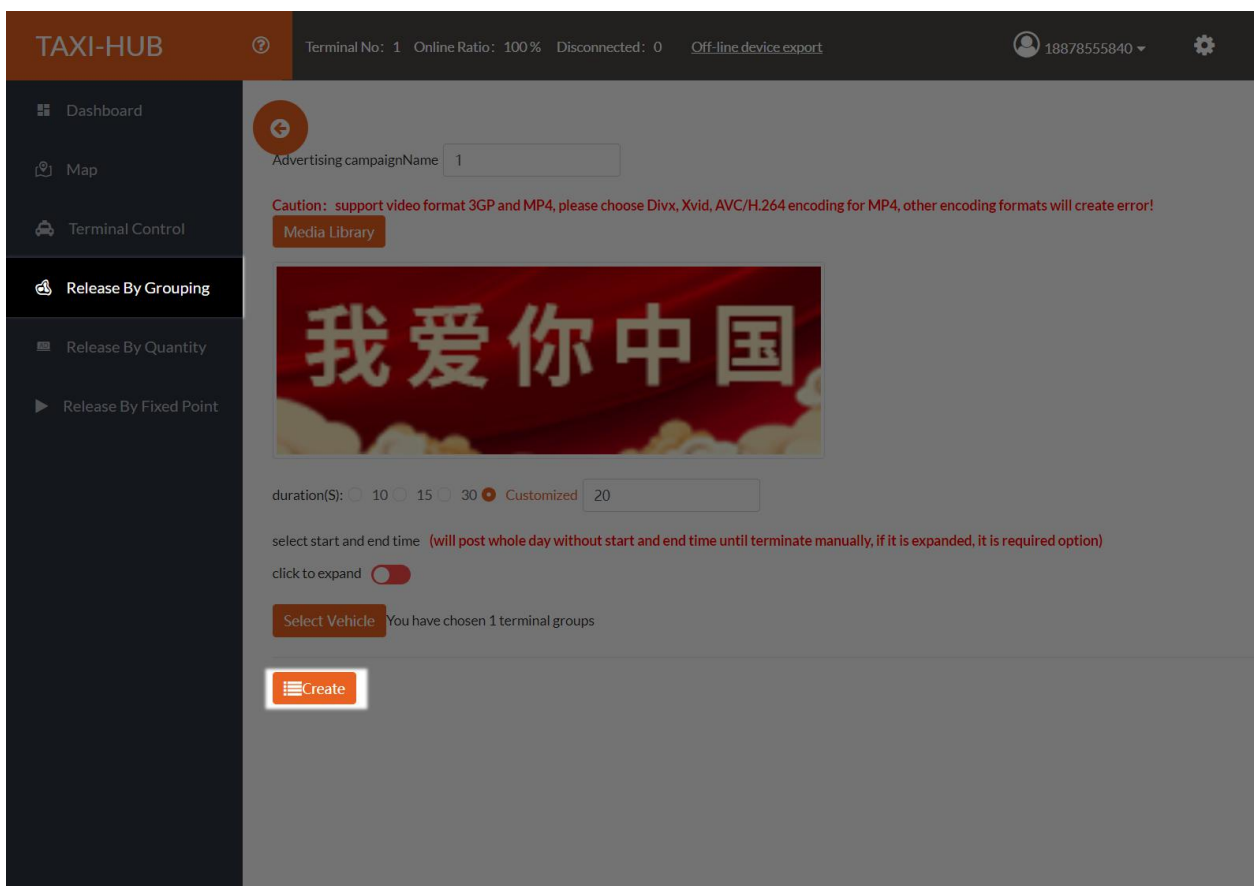 TAXI-HUB
Terminal No: 1 Online Ratio: 100% Disconnected: 0 Off-line device export
18878555840
Dashboard
Map
Terminal Control
Release By Grouping
Release By Quantity
Release By Fixed Point
Advertising campaignName 1
Caution: support video format 3GP and MP4, please choose Divx, Xvid, AVC/H.264 encoding for MP4, other encoding formats will create error!
Media Library
我爱你中国
duration(S): 10 15 30 Customized 20
select start and end time (will post whole day without start and end time until terminate manually, if it is expanded, it is required option)
click to expand
Select Vehicle You have chosen 1 terminal groups
Create